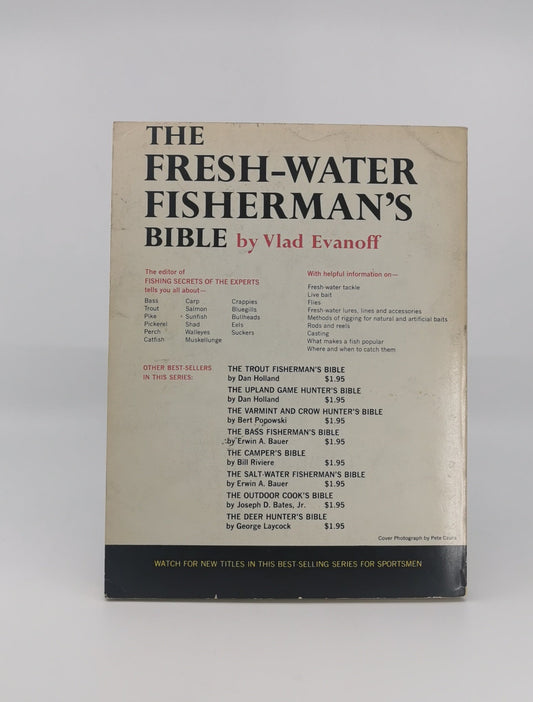 THE
FRESH-WATER
FISHERMAN'S
BIBLE by Vlad Evanoff
The editor of
FISHING SECRETS OF THE EXPERTS
tells you all about—
Bass Carp Crappies
Trout Salmon Bluegills
Pike Sunfish Bullheads
Pickerel Shad Eels
Perch Walleyes Suckers
Catfish Muskellunge
With helpful information on—
Fresh-water tackle
Live bait
Flies
Fresh-water lures, lines and accessories
Methods of rigging for natural and artificial baits
Rods and reels
Casting
What makes a fish popular
Where and when to catch them
OTHER BEST-SELLERS
IN THIS SERIES:
THE TROUT FISHERMAN'S BIBLE
by Dan Holland $1.95
THE UPLAND GAME HUNTER'S BIBLE
by Dan Holland $1.95
THE VARMINT AND CROW HUNTER'S BIBLE
by Bert Popowski $1.95
THE BASS FISHERMAN'S BIBLE
by Erwin A. Bauer $1.95
THE CAMPER'S BIBLE
by Bill Riviere $1.95
THE SALT-WATER FISHERMAN'S BIBLE
by Erwin A. Bauer $1.95
THE OUTDOOR COOK'S BIBLE
by Joseph D. Bates, Jr. $1.95
THE DEER HUNTER'S BIBLE
by George Laycock $1.95
Cover Photograph by Pete
WATCH FOR NEW TITLES IN THIS BEST-SELLING SERIES FOR SPORTSMEN